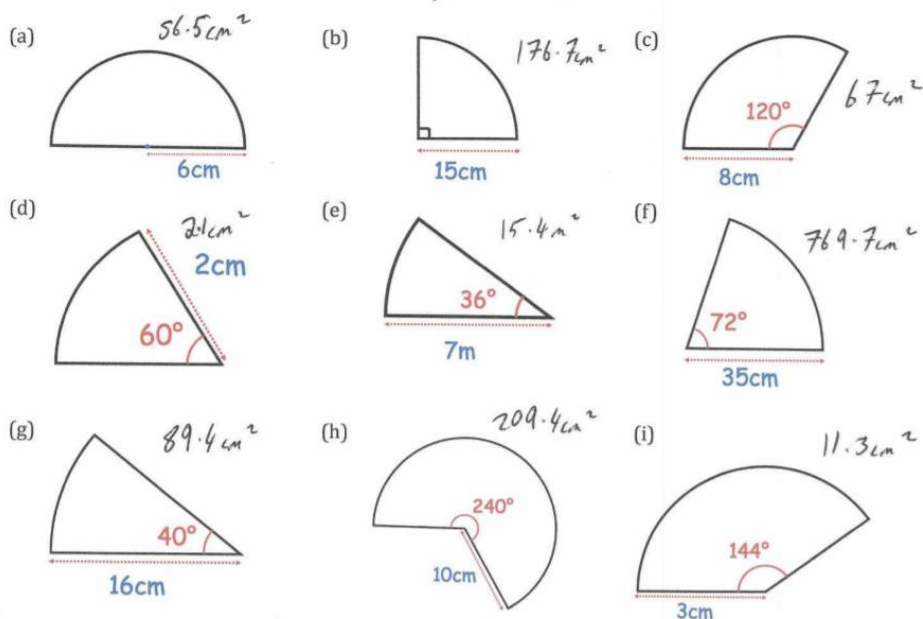 (a) 56.5cm²
6cm
(b) 176.7cm²
15cm
(c) 67cm²
120°
8cm
(d) 2.1cm²
2cm
60°
(e) 15.4m²
36°
7m
(f) 769.7cm²
72°
35cm
(g) 89.4cm²
40°
16cm
(h) 209.4cm²
240°
10cm
(i) 11.3cm²
144°
3cm